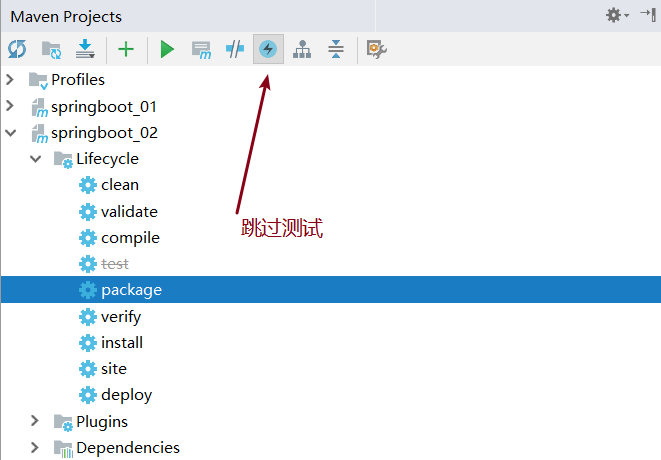 Maven Projects
Profiles
springboot_01
springboot_02
Lifecycle
clean
validate
compile
test
package
verify
install
site
deploy
Plugins
Dependencies
跳过测试